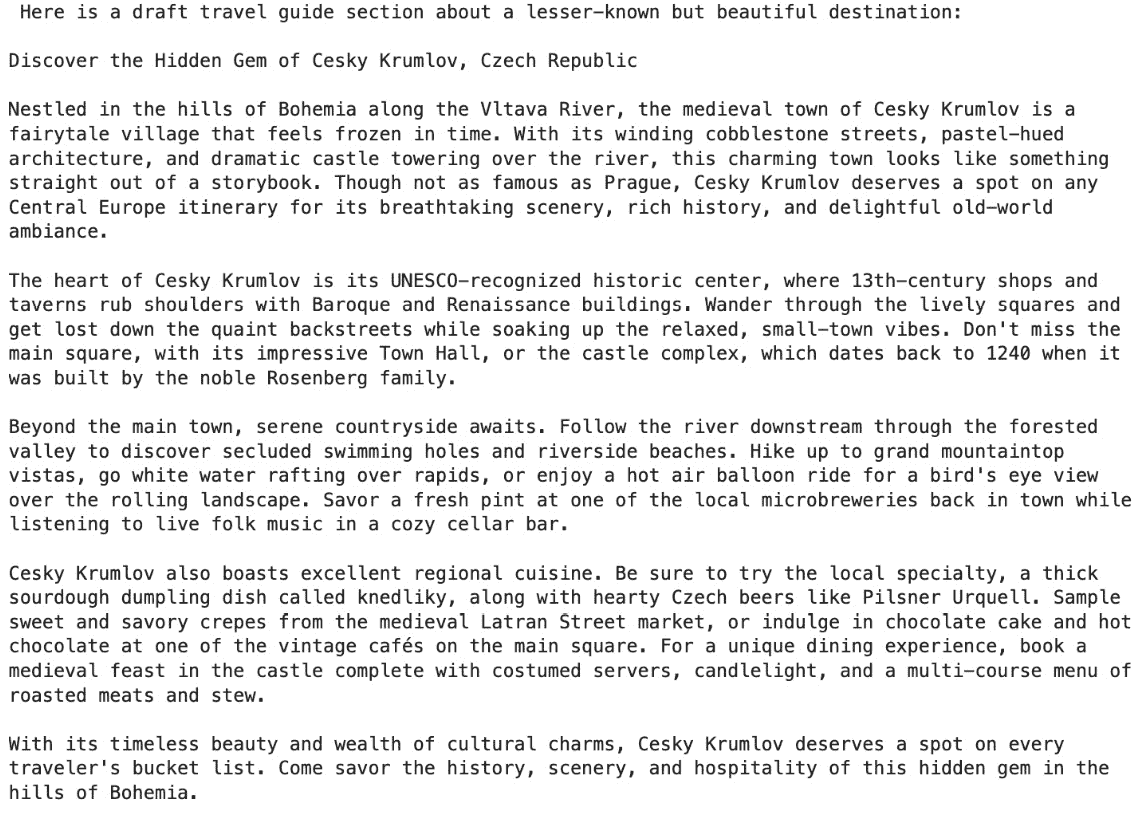 Here is a draft travel guide section about a lesser-known but beautiful destination:
Discover the Hidden Gem of Cesky Krumlov, Czech Republic
Nestled in the hills of Bohemia along the Vltava River, the medieval town of Cesky Krumlov is a
fairytale village that feels frozen in time. With its winding cobblestone streets, pastel-hued
architecture, and dramatic castle towering over the river, this charming town looks like something
straight out of a storybook. Though not as famous as Prague, Cesky Krumlov deserves a spot on any
Central Europe itinerary for its breathtaking scenery, rich history, and delightful old-world
ambiance.
The heart of Cesky Krumlov is its UNESCO-recognized historic center, where 13th-century shops and
taverns rub shoulders with Baroque and Renaissance buildings. Wander through the lively squares and
get lost down the quaint backstreets while soaking up the relaxed, small-town vibes. Don't miss the
main square, with its impressive Town Hall, or the castle complex, which dates back to 1240 when it
was built by the noble Rosenberg family.
Beyond the main town, serene countryside awaits. Follow the river downstream through the forested
valley to discover secluded swimming holes and riverside beaches. Hike up to grand mountaintop
vistas, go white water rafting over rapids, or enjoy a hot air balloon ride for a bird's eye view
over the rolling landscape. Savor a fresh pint at one of the local microbreweries back in town while
listening to live folk music in a cozy cellar bar.
Cesky Krumlov also boasts excellent regional cuisine. Be sure to try the local specialty, a thick
sourdough dumpling dish called knedliky, along with hearty Czech beers like Pilsner Urquell. Sample
sweet and savory crepes from the medieval Latran Street market, or indulge in chocolate cake and hot
chocolate at one of the vintage cafés on the main square. For a unique dining experience, book a
medieval feast in the castle complete with costumed servers, candlelight, and a multi-course menu of
roasted meats and stew.
With its timeless beauty and wealth of cultural charms, Cesky Krumlov deserves a spot on every
traveler's bucket list. Come savor the history, scenery, and hospitality of this hidden gem in the
hills of Bohemia.